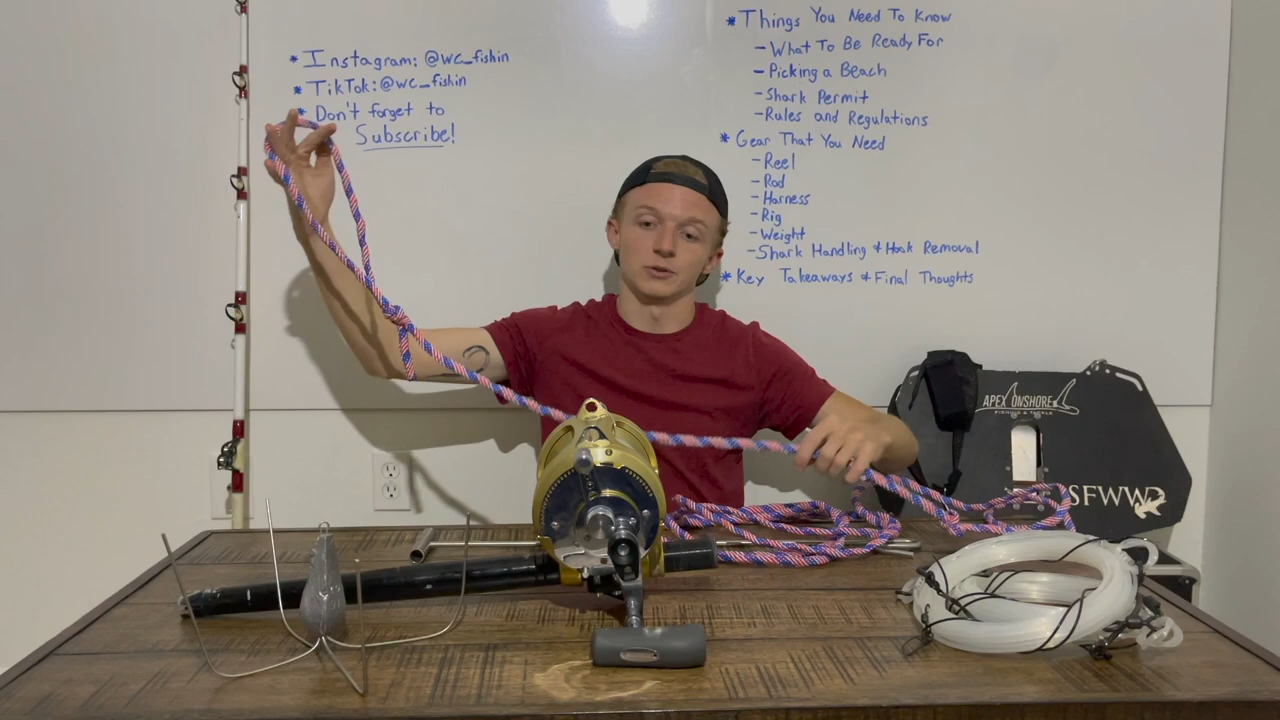 * Instagram: @wc_fishin
* TikTok: @wc_fishin
* Don't forget to
Subscribe!
* Things You Need To Know
- What To Be Ready For
- Picking a Beach
- Shark Permit
- Rules and Regulations
* Gear That You Need
- Reel
- Rod
- Harness
- Rig
- Weight
- Shark Handling & Hook Removal
* Key Takeaways & Final Thoughts
APEX ONSHORE
FISHING & TACKLE
SFWW